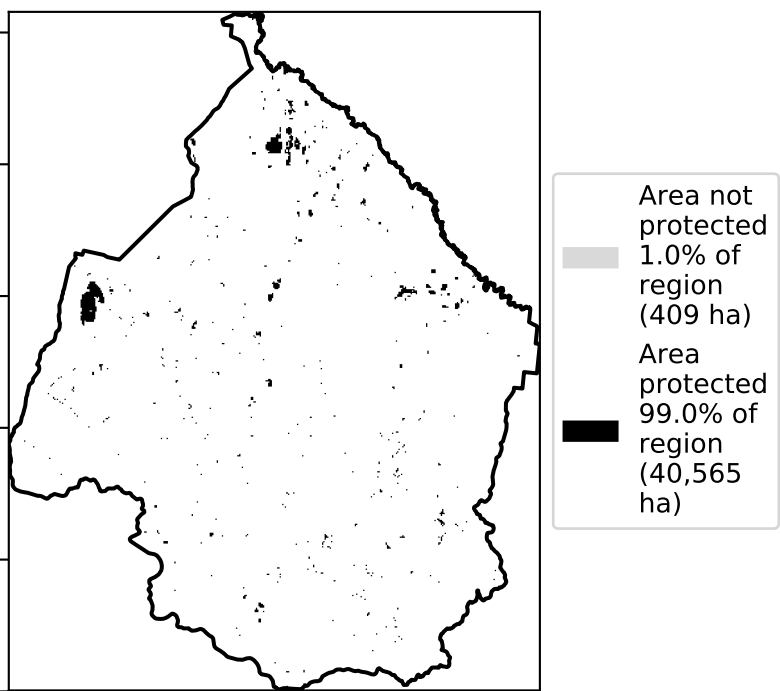 Area not
protected
1.0% of
region
(409 ha)
Area
protected
99.0% of
region
(40,565
ha)